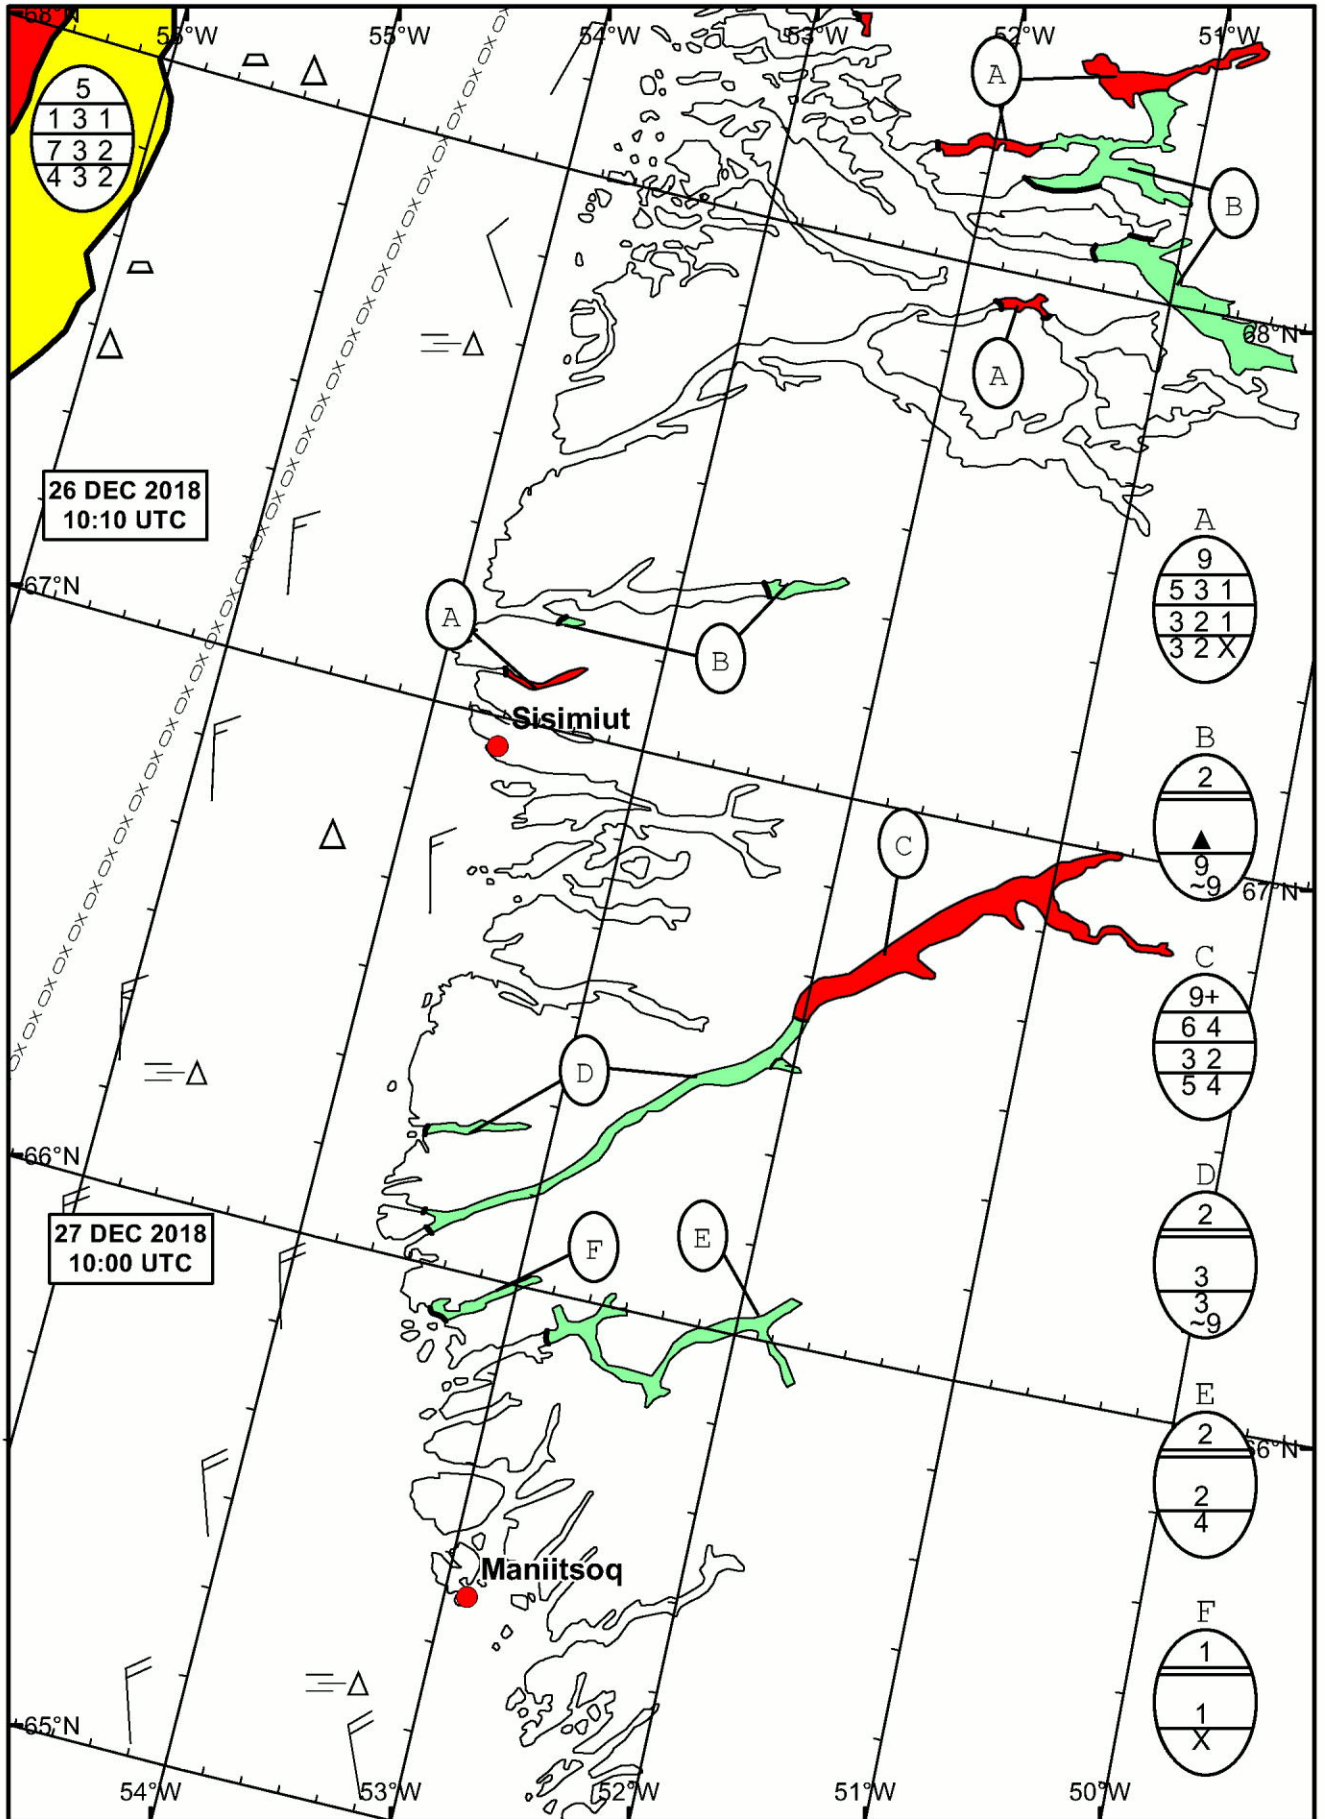 68°N
56°W
55°W
54°W
53°W
52°W
51°W
5
1 3 1
7 3 2
4 3 2
A
B
68°N
A
26 DEC 2018
10:10 UTC
A
9
5 3 1
3 2 1
3 2 X
67°N
A
B
Sisimiut
B
2
▲
9
~9
C
67°N
C
9+
6 4
3 2
5 4
D
66°N
D
2
3
3
~9
27 DEC 2018
10:00 UTC
F
E
E
2
2
4
66°N
Maniitsoq
F
1
1
X
65°N
54°W
53°W
52°W
51°W
50°W